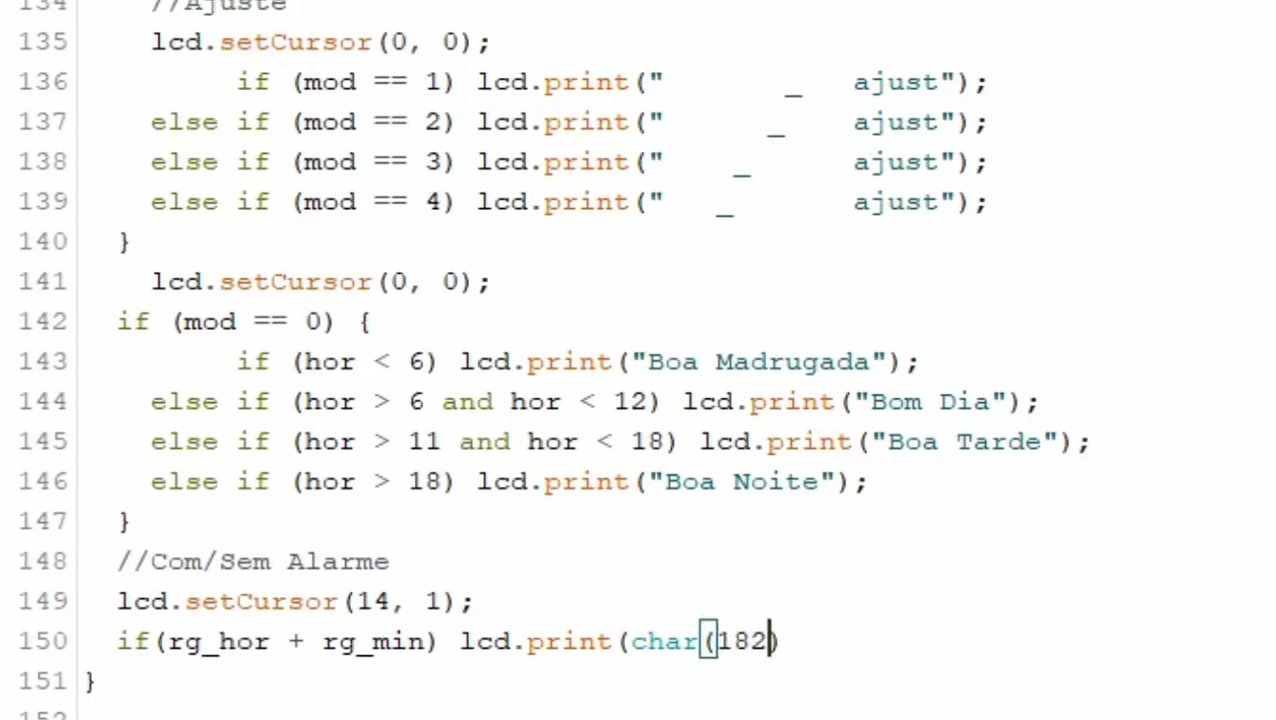 134 //Ajuste
135 lcd.setCursor(0, 0);
136 if (mod == 1) lcd.print("       _   ajust");
137 else if (mod == 2) lcd.print("      _    ajust");
138 else if (mod == 3) lcd.print("    _      ajust");
139 else if (mod == 4) lcd.print("   _       ajust");
140 }
141 lcd.setCursor(0, 0);
142 if (mod == 0) {
143 if (hor < 6) lcd.print("Boa Madrugada");
144 else if (hor > 6 and hor < 12) lcd.print("Bom Dia");
145 else if (hor > 11 and hor < 18) lcd.print("Boa Tarde");
146 else if (hor > 18) lcd.print("Boa Noite");
147 }
148 //Com/Sem Alarme
149 lcd.setCursor(14, 1);
150 if(rg_hor + rg_min) lcd.print(char(182)
151 }
152